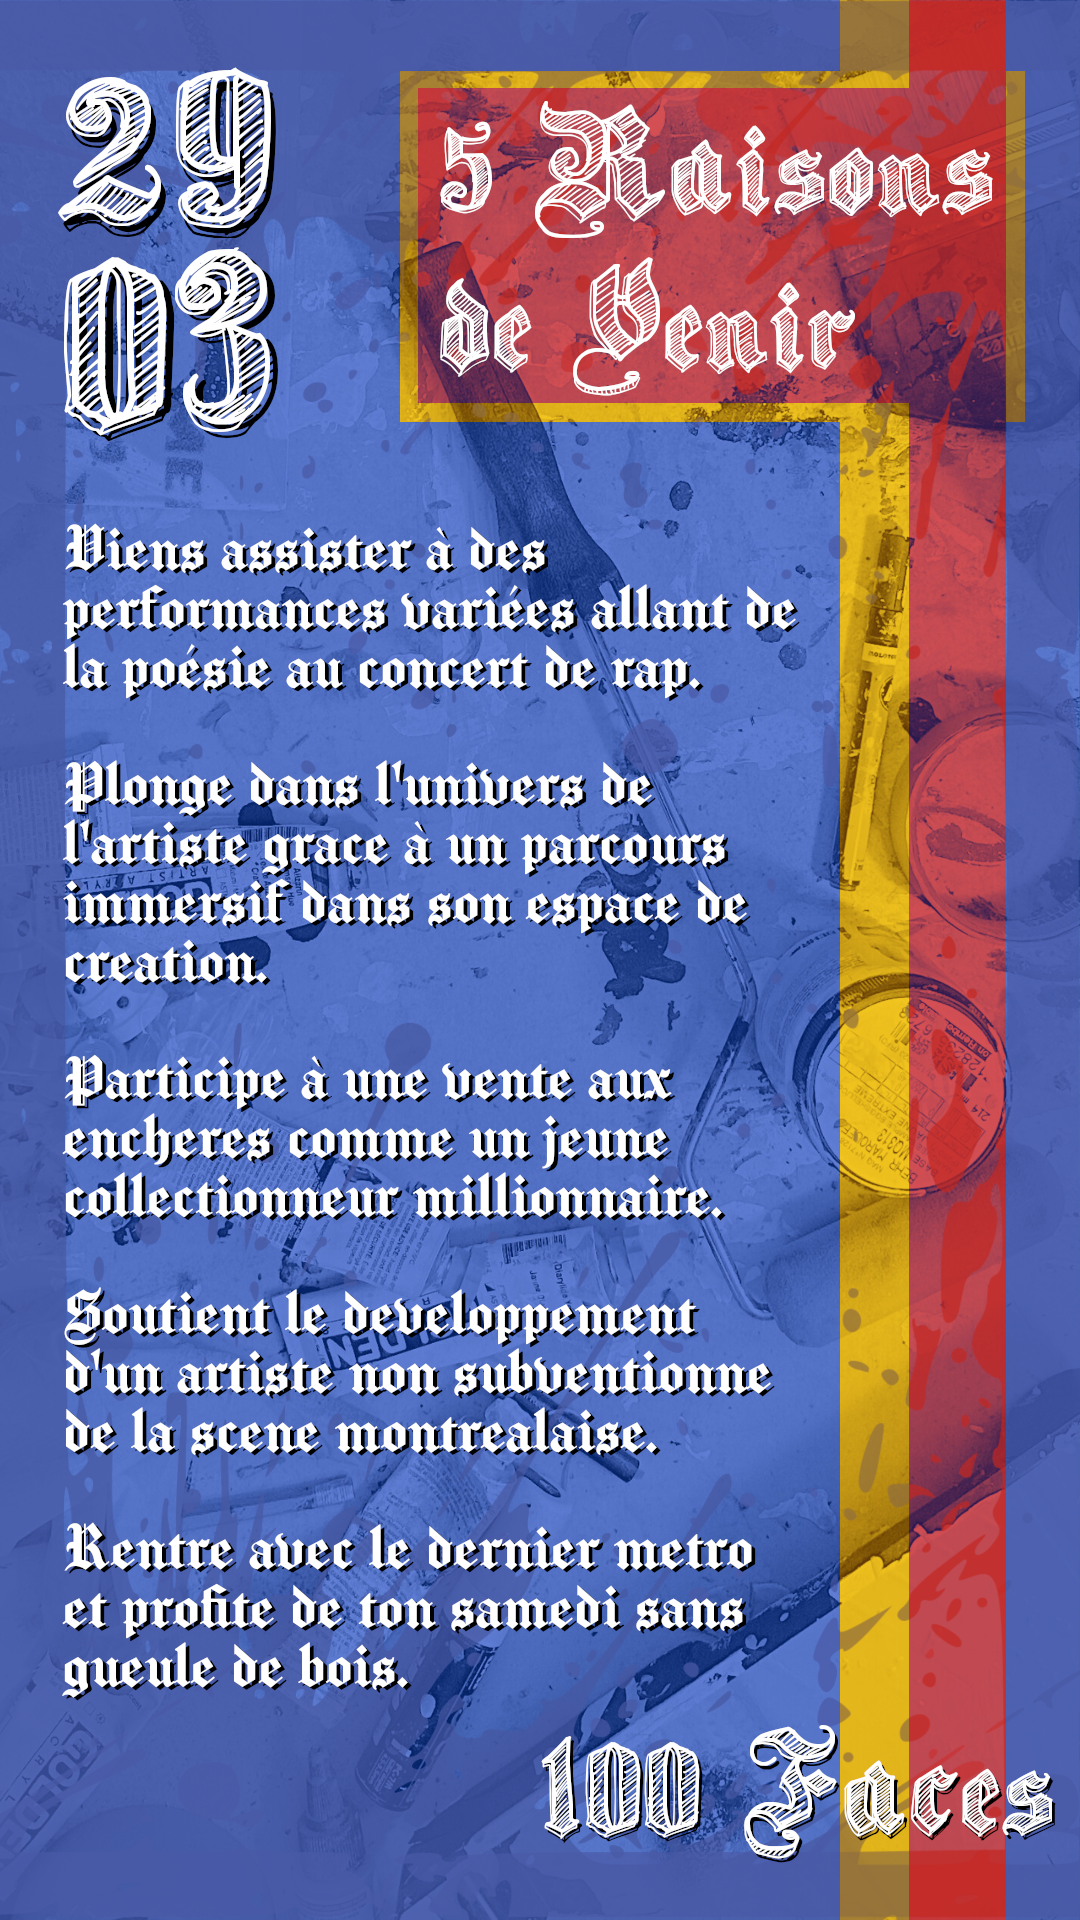 29
03
5 Raisons
de Venir
Viens assister à des
performances variées allant de
la poésie au concert de rap.
Plonge dans l'univers de
l'artiste grace à un parcours
immersif dans son espace de
creation.
Participe à une vente aux
encheres comme un jeune
collectionneur millionnaire.
Soutient le developpement
d'un artiste non subventionne
de la scene montrealaise.
Rentre avec le dernier metro
et profite de ton samedi sans
gueule de bois.
100 Faces